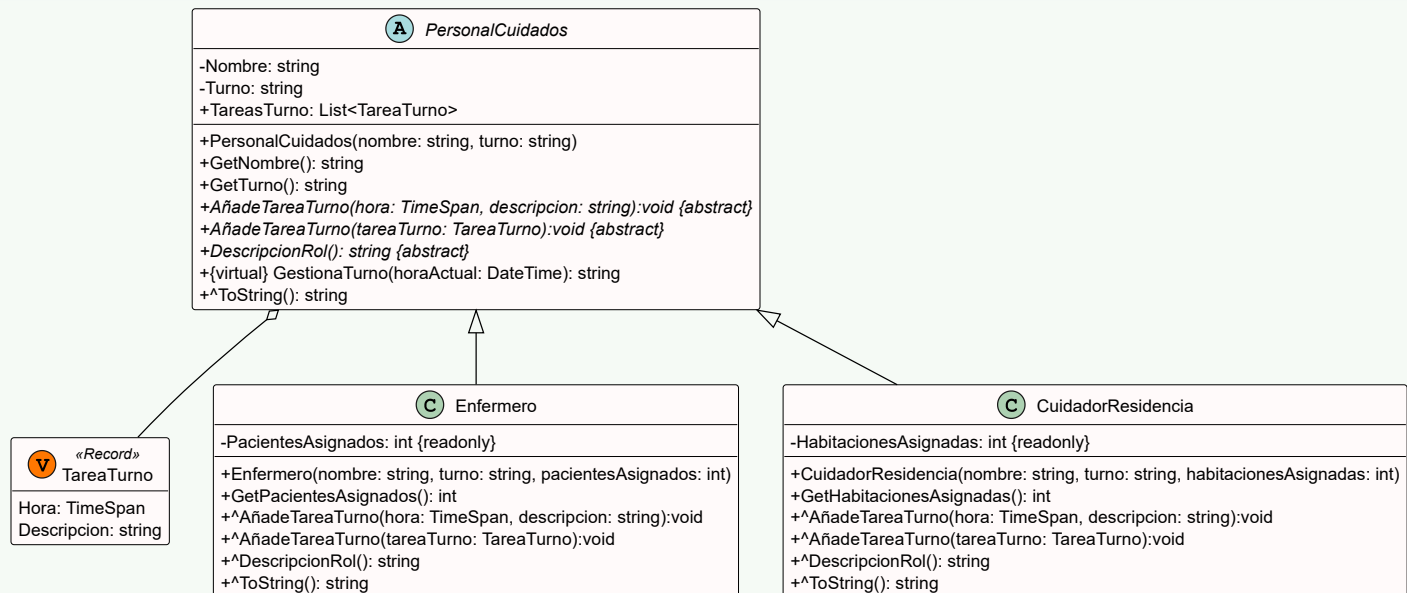 A PersonalCuidados
-Nombre: string
-Turno: string
+TareasTurno: List<TareaTurno>
+PersonalCuidados(nombre: string, turno: string)
+GetNombre(): string
+GetTurno(): string
+AñadeTareaTurno(hora: TimeSpan, descripcion: string):void {abstract}
+AñadeTareaTurno(tareaTurno: TareaTurno):void {abstract}
+DescripcionRol(): string {abstract}
+{virtual} GestionaTurno(horaActual: DateTime): string
+^ToString(): string
V «Record»
TareaTurno
Hora: TimeSpan
Descripcion: string
C Enfermero
-PacientesAsignados: int {readonly}
+Enfermero(nombre: string, turno: string, pacientesAsignados: int)
+GetPacientesAsignados(): int
+^AñadeTareaTurno(hora: TimeSpan, descripcion: string):void
+^AñadeTareaTurno(tareaTurno: TareaTurno):void
+^DescripcionRol(): string
+^ToString(): string
C CuidadorResidencia
-HabitacionesAsignadas: int {readonly}
+CuidadorResidencia(nombre: string, turno: string, habitacionesAsignadas: int)
+GetHabitacionesAsignadas(): int
+^AñadeTareaTurno(hora: TimeSpan, descripcion: string):void
+^AñadeTareaTurno(tareaTurno: TareaTurno):void
+^DescripcionRol(): string
+^ToString(): string